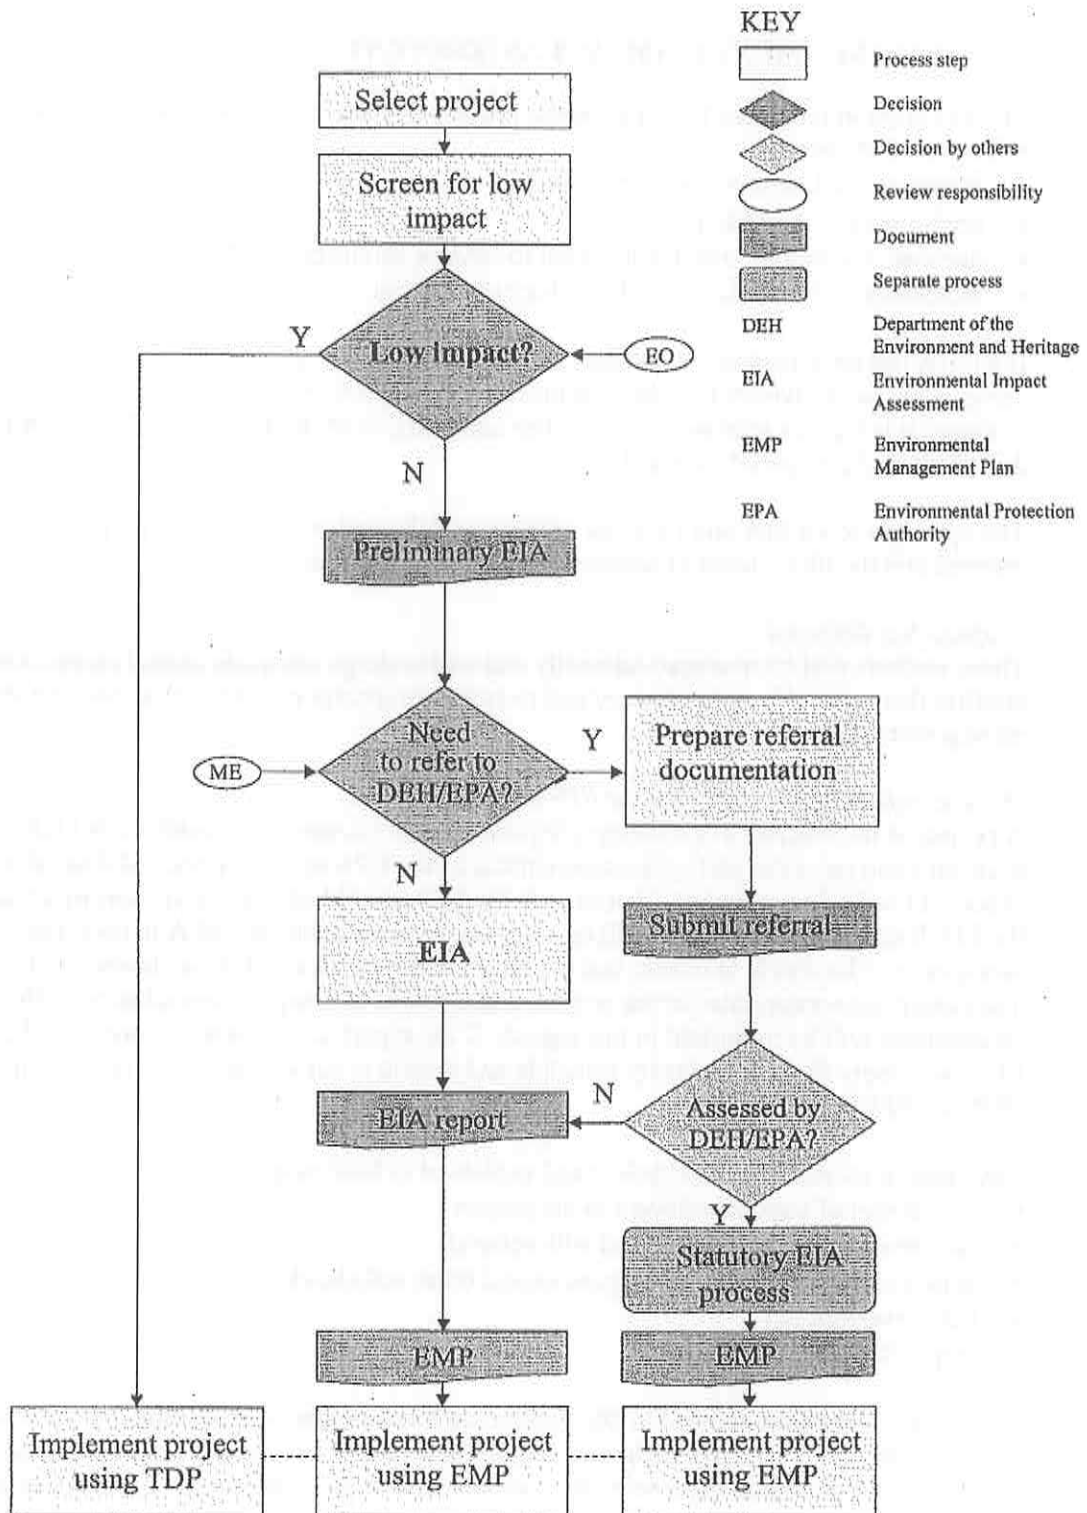 KEY
Process step
Decision
Decision by others
Review responsibility
Document
Separate process
DEH
Department of the
Environment and Heritage
EIA
Environmental Impact
Assessment
EMP
Environmental
Management Plan
EPA
Environmental Protection
Authority
Select project
Screen for low
impact
Y
Low impact?
EO
N
Preliminary EIA
ME
Need
to refer to
DEH/EPA?
Y
Prepare referral
documentation
N
EIA
Submit referral
EIA report
N
Assessed by
DEH/EPA?
Y
Statutory EIA
process
EMP
EMP
Implement project
using TDP
Implement project
using EMP
Implement project
using EMP